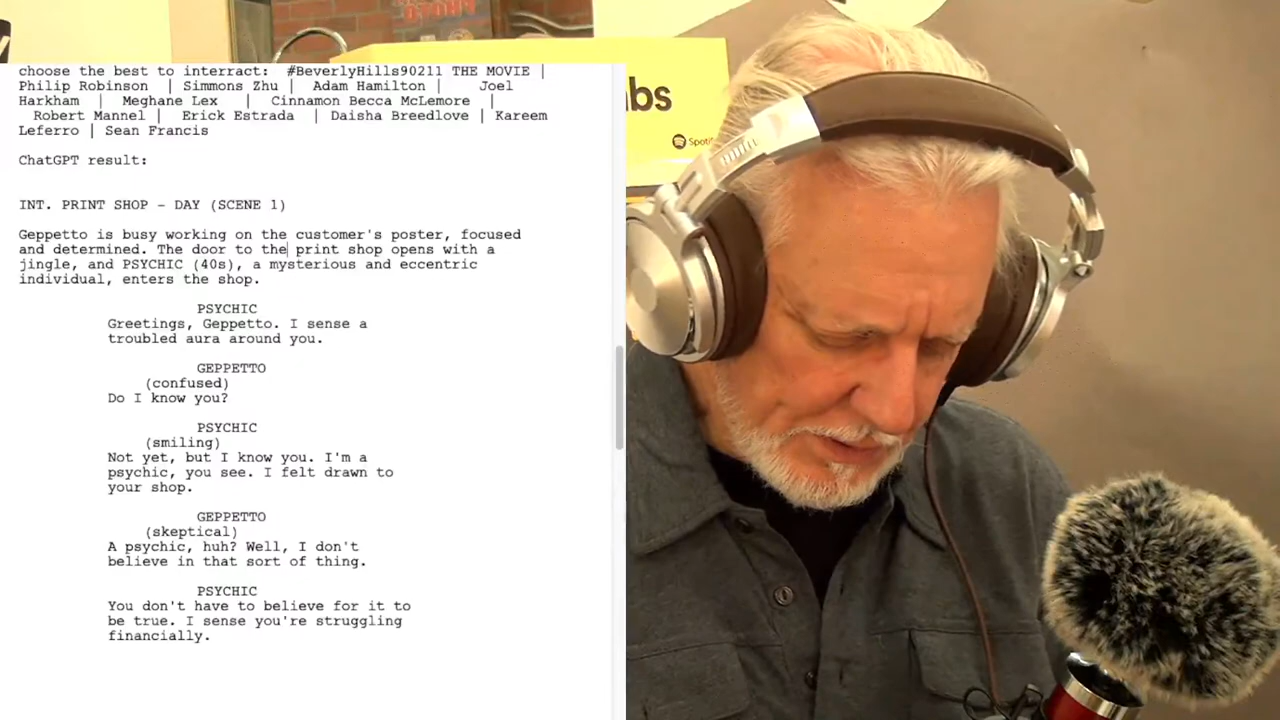 choose the best to interract: #BeverlyHills90211 THE MOVIE |
Philip Robinson | Simmons Zhu | Adam Hamilton | Joel
Harkham | Meghane Lex | Cinnamon Becca McLemore |
Robert Mannel | Erick Estrada | Daisha Breedlove | Kareem
Leferro | Sean Francis
ChatGPT result:
INT. PRINT SHOP - DAY (SCENE 1)
Geppetto is busy working on the customer's poster, focused
and determined. The door to the print shop opens with a
jingle, and PSYCHIC (40s), a mysterious and eccentric
individual, enters the shop.
PSYCHIC
Greetings, Geppetto. I sense a
troubled aura around you.
GEPPETTO
(confused)
Do I know you?
PSYCHIC
(smiling)
Not yet, but I know you. I'm a
psychic, you see. I felt drawn to
your shop.
GEPPETTO
(skeptical)
A psychic, huh? Well, I don't
believe in that sort of thing.
PSYCHIC
You don't have to believe for it to
be true. I sense you're struggling
financially.